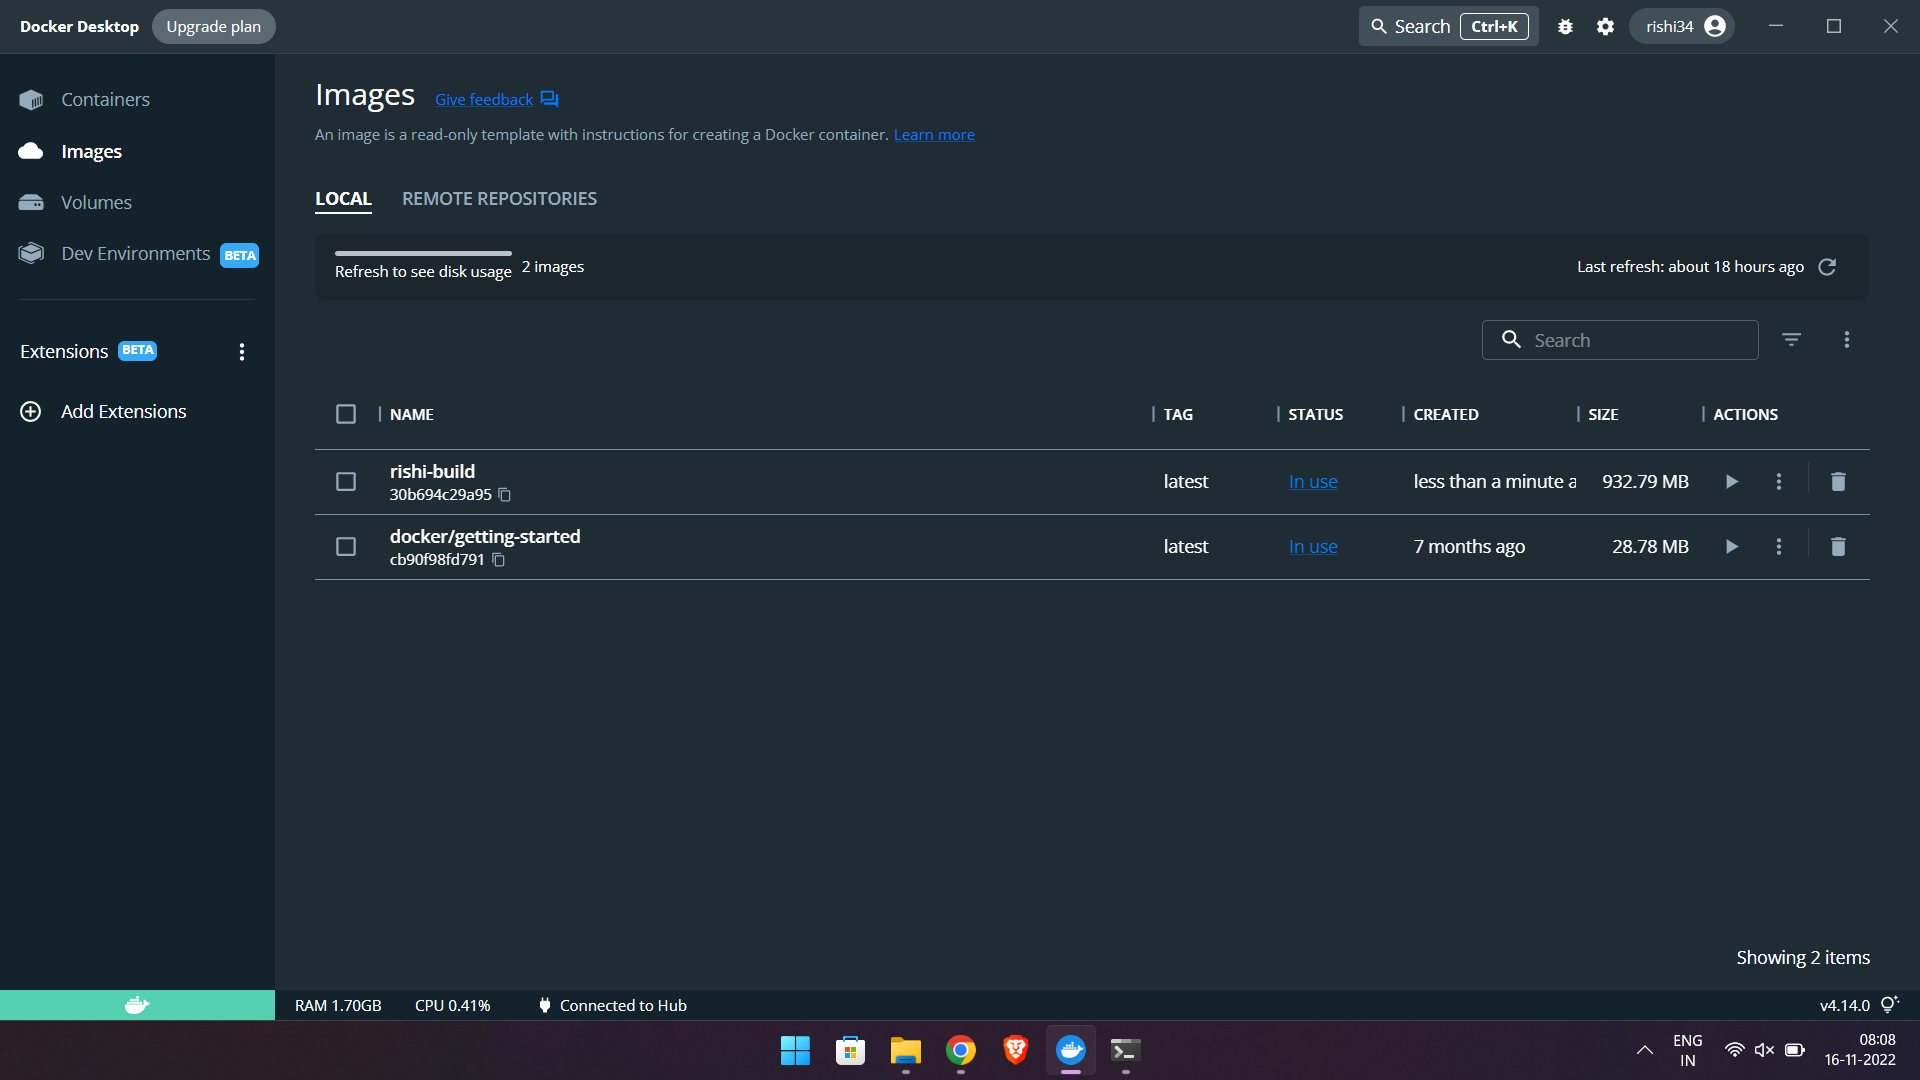 Docker Desktop Upgrade plan Search Ctrl+K rishi34
Containers
Images
Volumes
Dev Environments BETA
Extensions BETA
Add Extensions
Images Give feedback
An image is a read-only template with instructions for creating a Docker container. Learn more
LOCAL REMOTE REPOSITORIES
Refresh to see disk usage 2 images Last refresh: about 18 hours ago
Search
NAME TAG STATUS CREATED SIZE ACTIONS
rishi-build latest In use less than a minute a 932.79 MB
30b694c29a95
docker/getting-started latest In use 7 months ago 28.78 MB
cb90f98fd791
Showing 2 items
RAM 1.70GB CPU 0.41% Connected to Hub v4.14.0
ENG 08:08
IN 16-11-2022